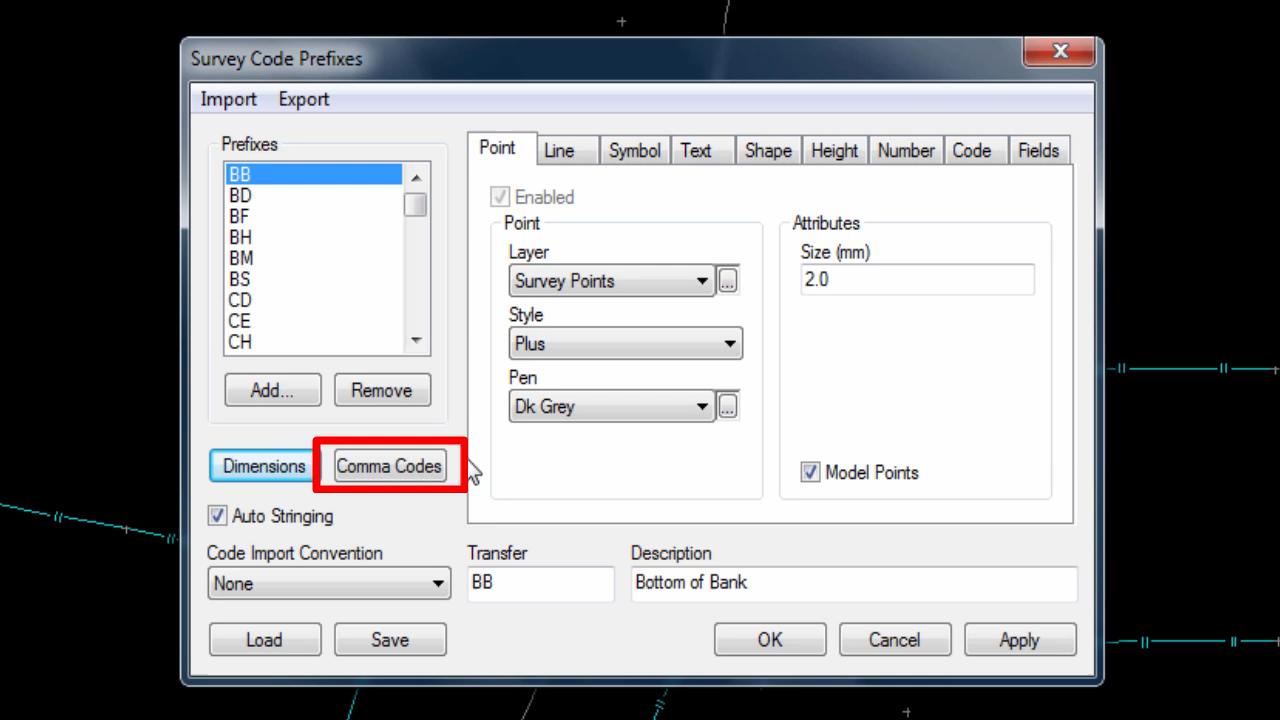 Survey Code Prefixes
Import Export
Prefixes
BB
BD
BF
BH
BM
BS
CD
CE
CH
Add... Remove
Dimensions Comma Codes
Auto Stringing
Code Import Convention
None
Point Line Symbol Text Shape Height Number Code Fields
Enabled
Point
Layer
Survey Points ...
Style
Plus
Pen
Dk Grey ...
Attributes
Size (mm)
2.0
Model Points
Transfer
BB
Description
Bottom of Bank
Load Save OK Cancel Apply